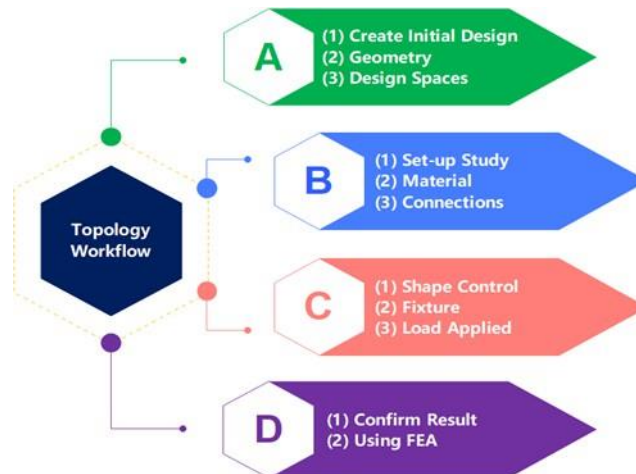 A
(1) Create Initial Design
(2) Geometry
(3) Design Spaces
Topology
Workflow
B
(1) Set-up Study
(2) Material
(3) Connections
C
(1) Shape Control
(2) Fixture
(3) Load Applied
D
(1) Confirm Result
(2) Using FEA